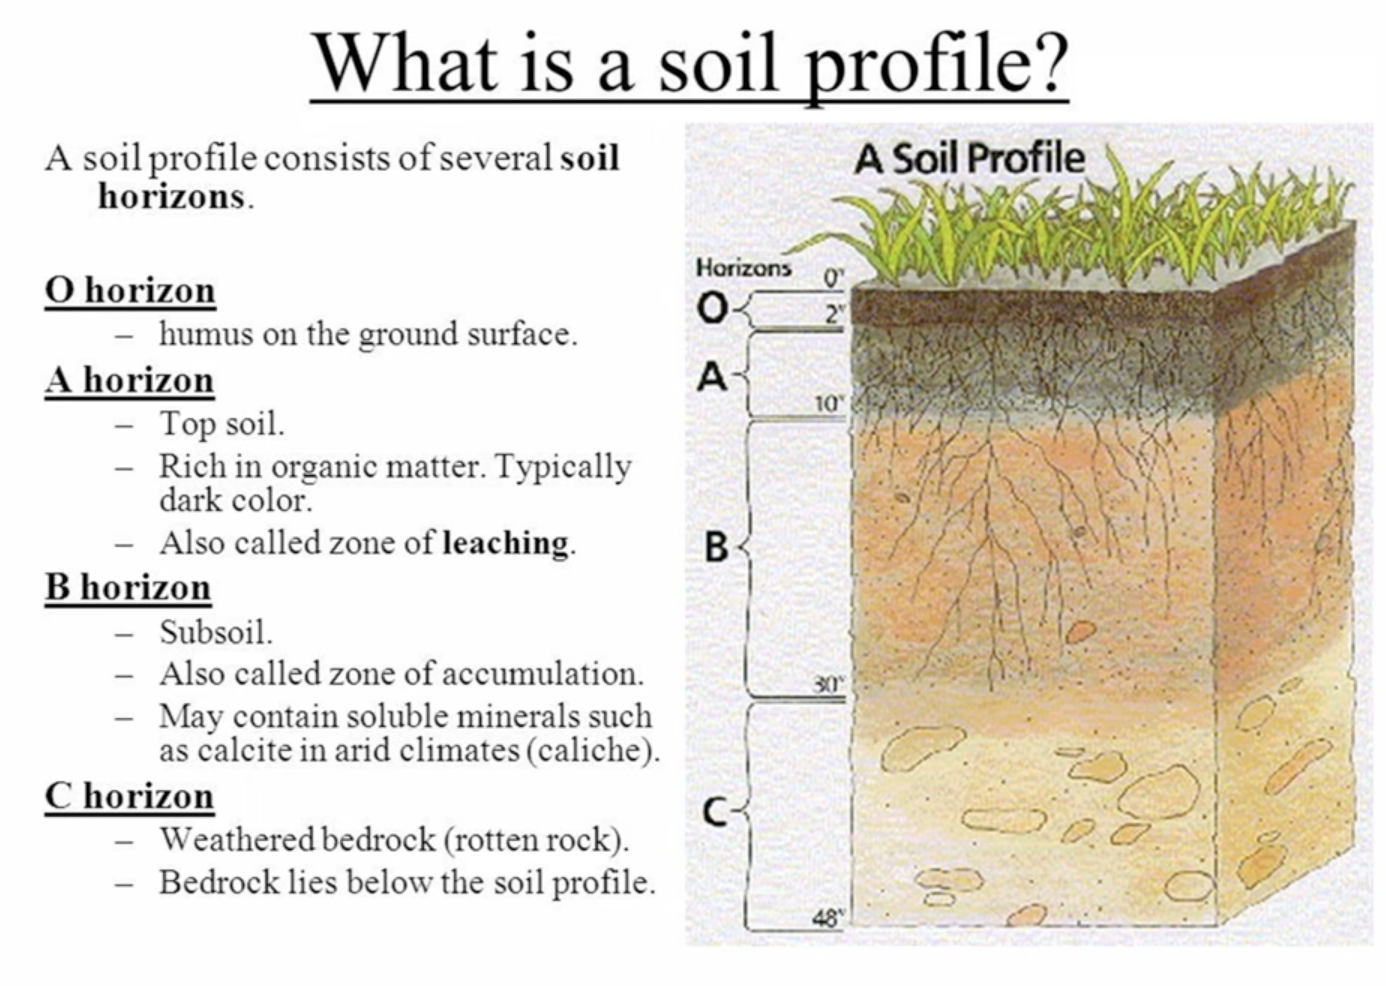 What is a soil profile?
A soil profile consists of several soil
horizons.
O horizon
– humus on the ground surface.
A horizon
– Top soil.
– Rich in organic matter. Typically
dark color.
– Also called zone of leaching.
B horizon
– Subsoil.
– Also called zone of accumulation.
– May contain soluble minerals such
as calcite in arid climates (caliche).
C horizon
– Weathered bedrock (rotten rock).
– Bedrock lies below the soil profile.
A Soil Profile
Horizons
0"
O
2"
A
10"
B
30"
C
48"